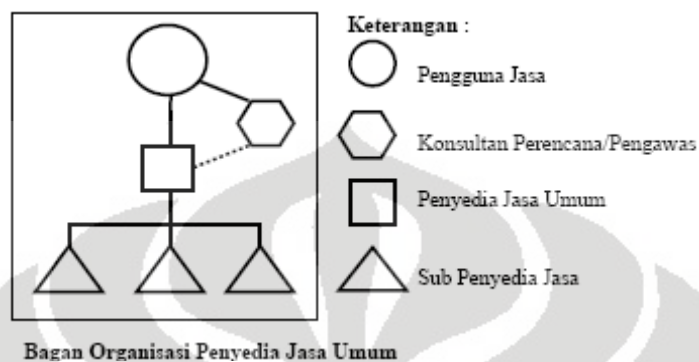 Keterangan :
Pengguna Jasa
Konsultan Perencana/Pengawas
Penyedia Jasa Umum
Sub Penyedia Jasa
Bagan Organisasi Penyedia Jasa Umum